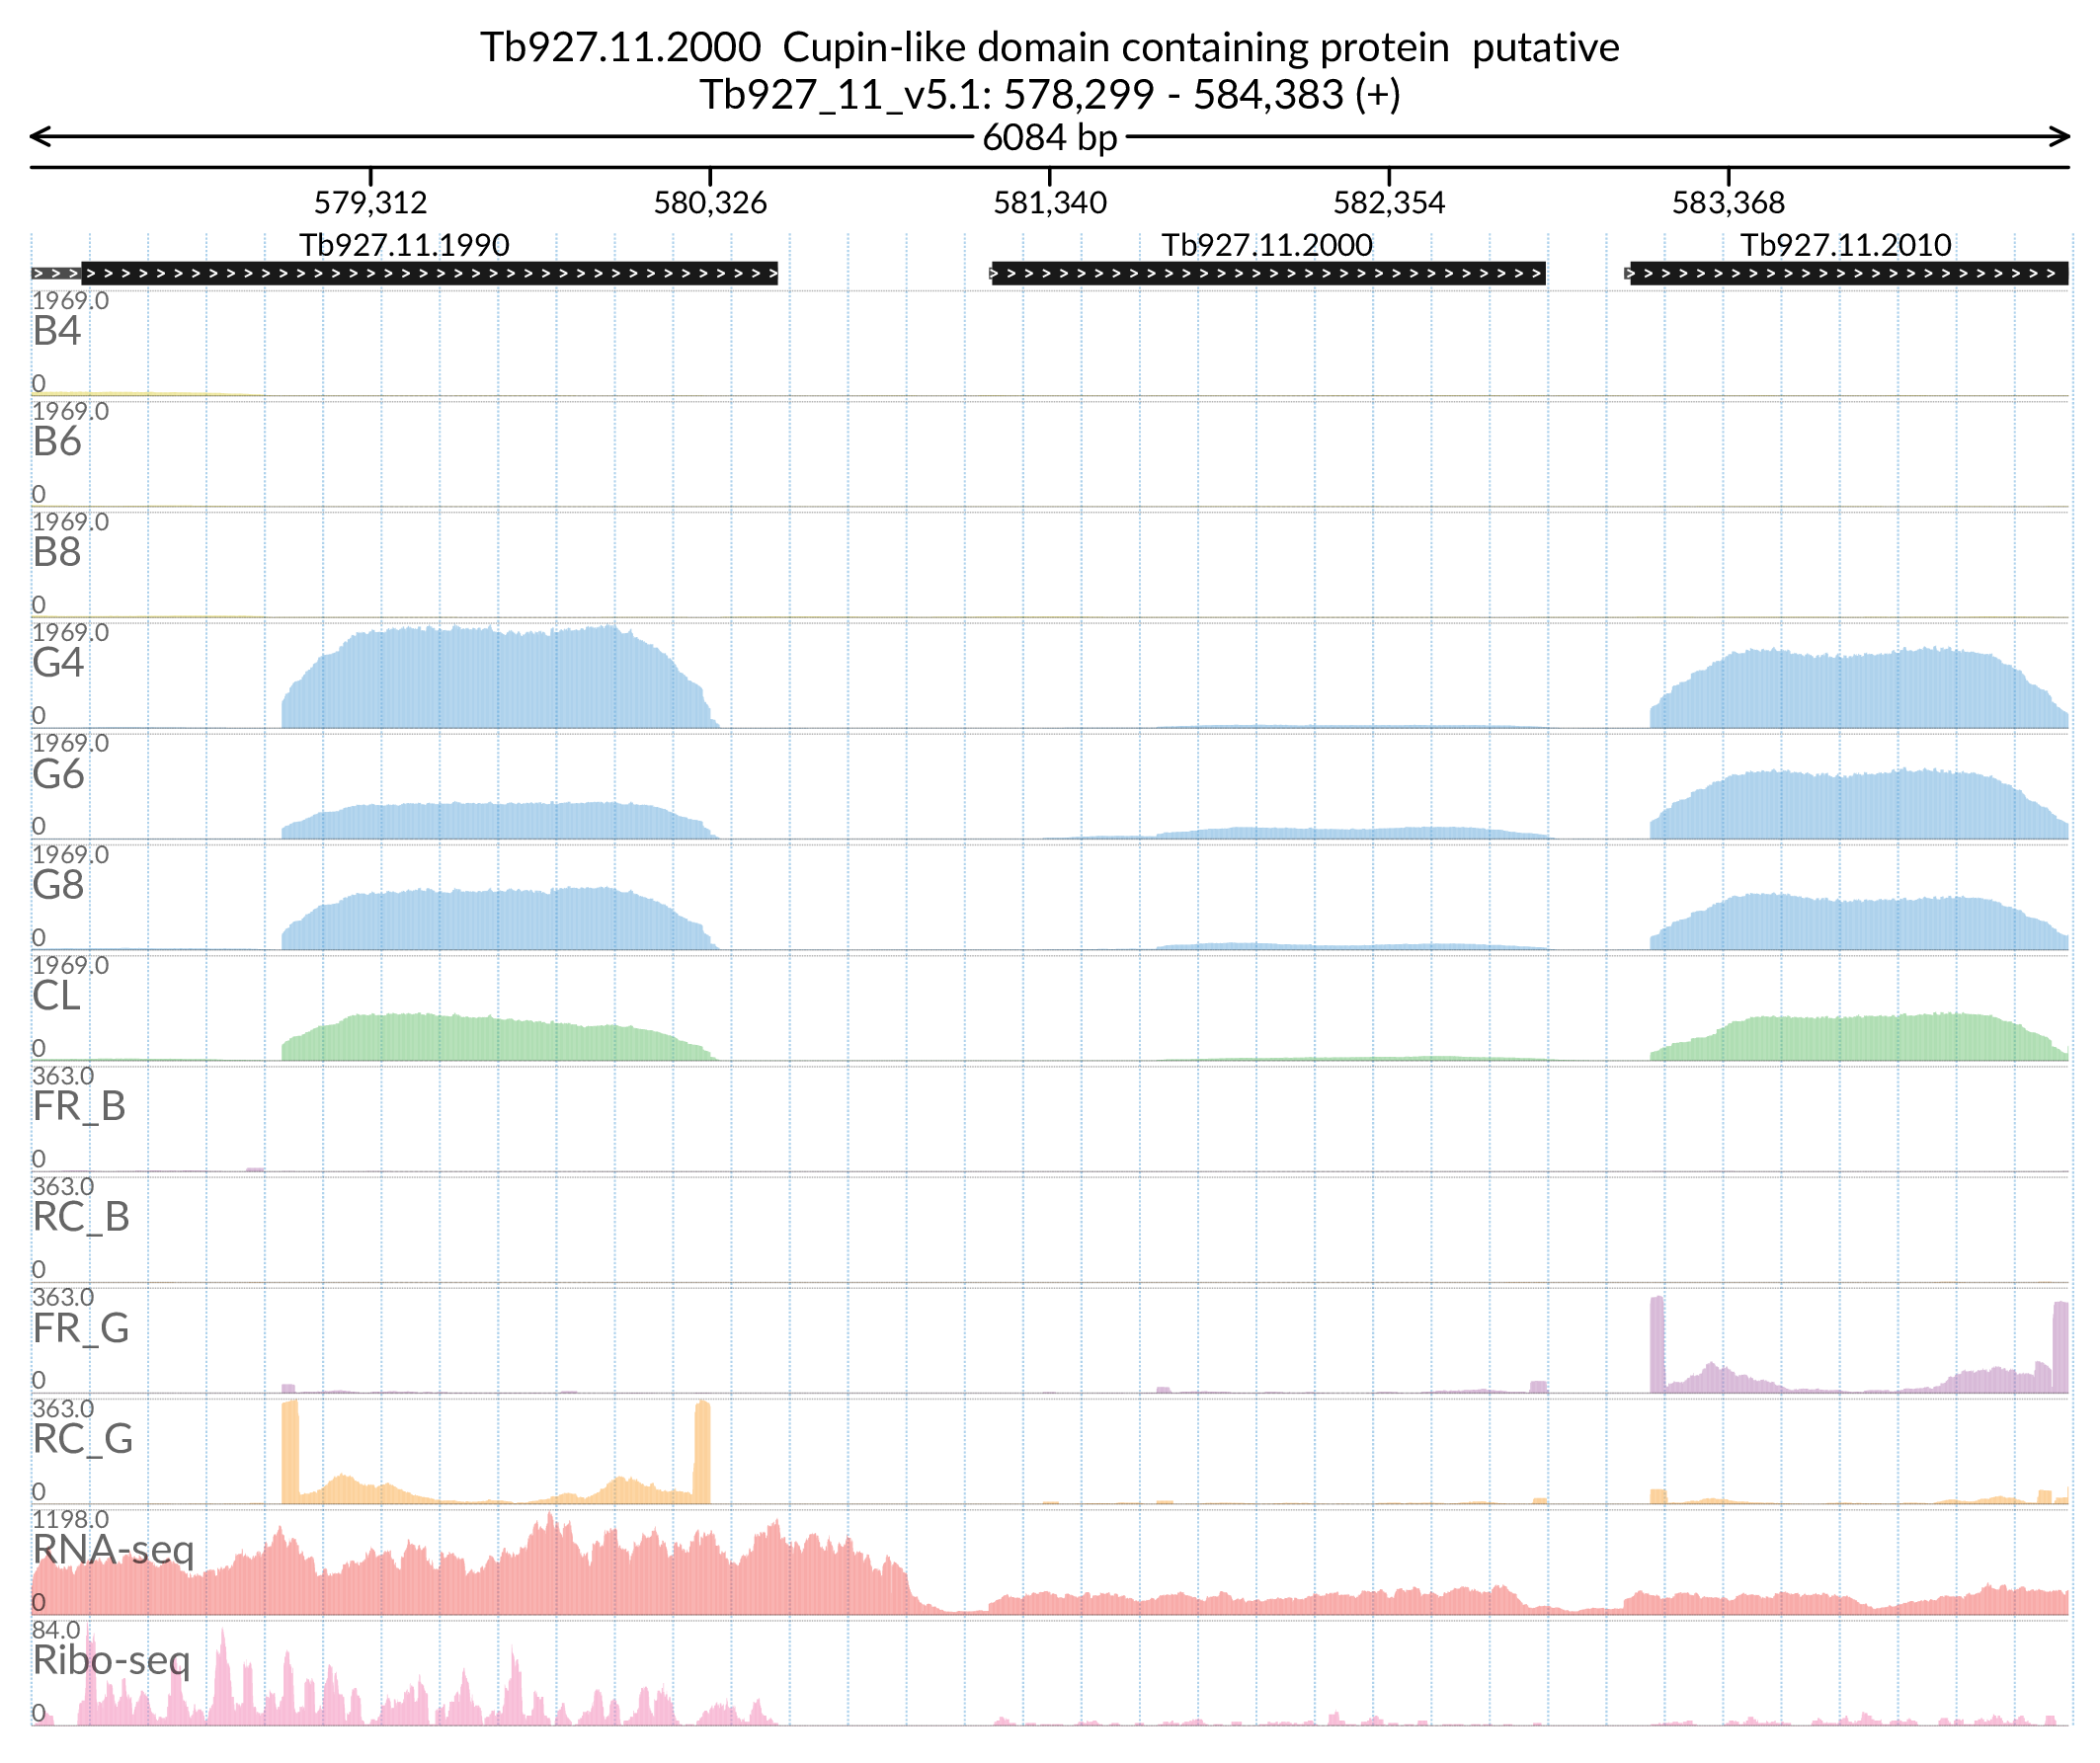 Tb927.11.2000  Cupin-like domain containing protein  putative
Tb927_11_v5.1: 578,299 - 584,383 (+)
6084 bp
579,312 580,326 581,340 582,354 583,368
Tb927.11.1990 Tb927.11.2000 Tb927.11.2010
1969.0
B4
0
1969.0
B6
0
1969.0
B8
0
1969.0
G4
0
1969.0
G6
0
1969.0
G8
0
1969.0
CL
0
363.0
FR_B
0
363.0
RC_B
0
363.0
FR_G
0
363.0
RC_G
0
1198.0
RNA-seq
0
84.0
Ribo-seq
0